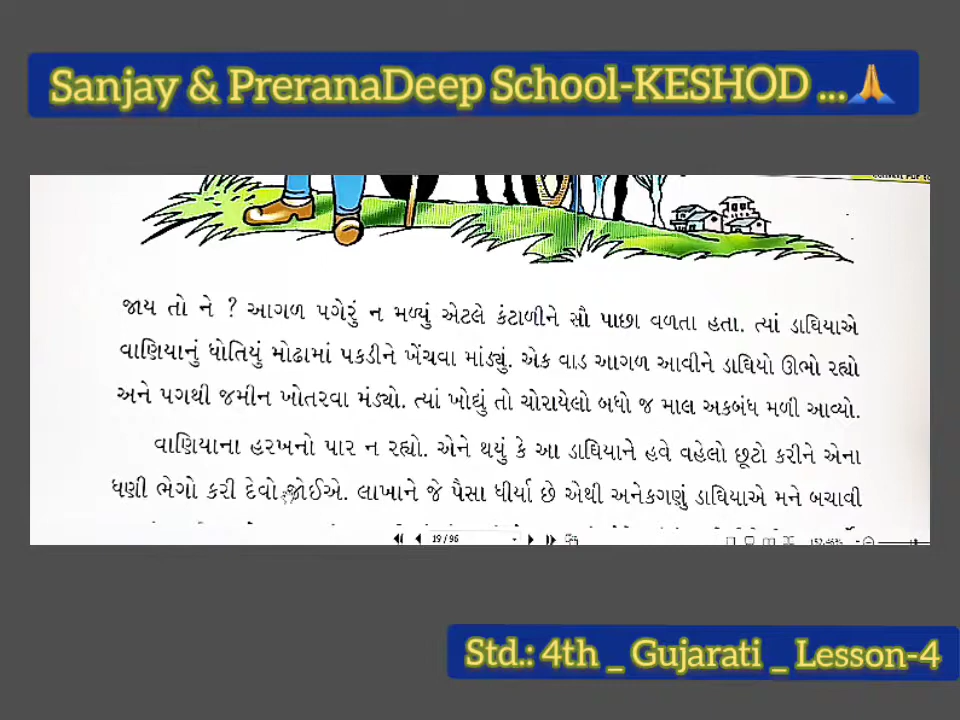 Sanjay & PreranaDeep School-KESHOD ...🙏
જાય તો ને ? આગળ પગેરું ન મળ્યું એટલે કંટાળીને સૌ પાછા વળતા હતા. ત્યાં ડાઘિયાએ
વાણિયાનું ધોતિયું મોઢામાં પકડીને ખેંચવા માંડ્યું. એક વાડ આગળ આવીને ડાઘિયો ઊભો રહ્યો
અને પગથી જમીન ખોતરવા મંડ્યો. ત્યાં ખોદ્યું તો ચોરાયેલો બધો જ માલ અકબંધ મળી આવ્યો.
વાણિયાના હરખનો પાર ન રહ્યો. એને થયું કે આ ડાઘિયાને હવે વહેલો છૂટો કરીને એના
ધણી ભેગો કરી દેવો જોઈએ. લાખાને જે પૈસા ધીર્યા છે એથી અનેકગણું ડાઘિયાએ મને બચાવી
19 / 96
Std.: 4th _ Gujarati _ Lesson-4